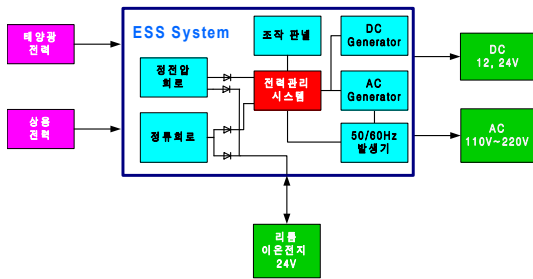 ESS System
태양광
전력
상용
전력
정전압
회로
정류회로
조작 판넬
전력관리
시스템
DC
Generator
AC
Generator
50/60Hz
발생기
DC
12, 24V
AC
110V~220V
리튬
이온전지
24V